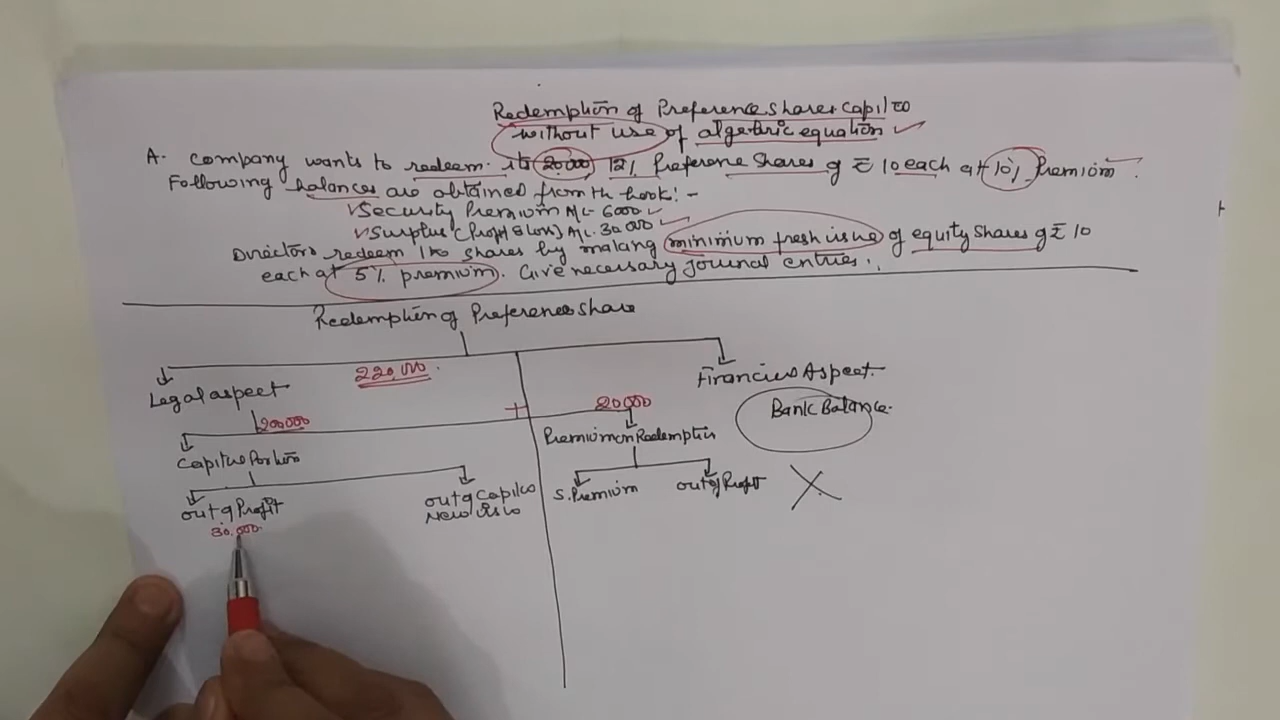 Redemption of Preference share capital
without use of algebric equation
A. Company wants to redeem its 20000 12% Preference Shares of ₹ 10 each at 10% Premium.
Following balances are obtained from the book:-
Security Premium A/c- 6000
Surplus (Profit & Loss) A/c. 30,000
Directors redeem the shares by making minimum fresh issue of equity shares of ₹ 10
each at 5% premium. Give necessary journal entries.
Redemption of Preference share
220,000
Legal aspect
Financial Aspect.
200000
+
20000
Bank Balance.
Capital Portion
Premium on Redemption
out of Profit
out of Capital
New issue
S. Premium
out of Profit
30,000